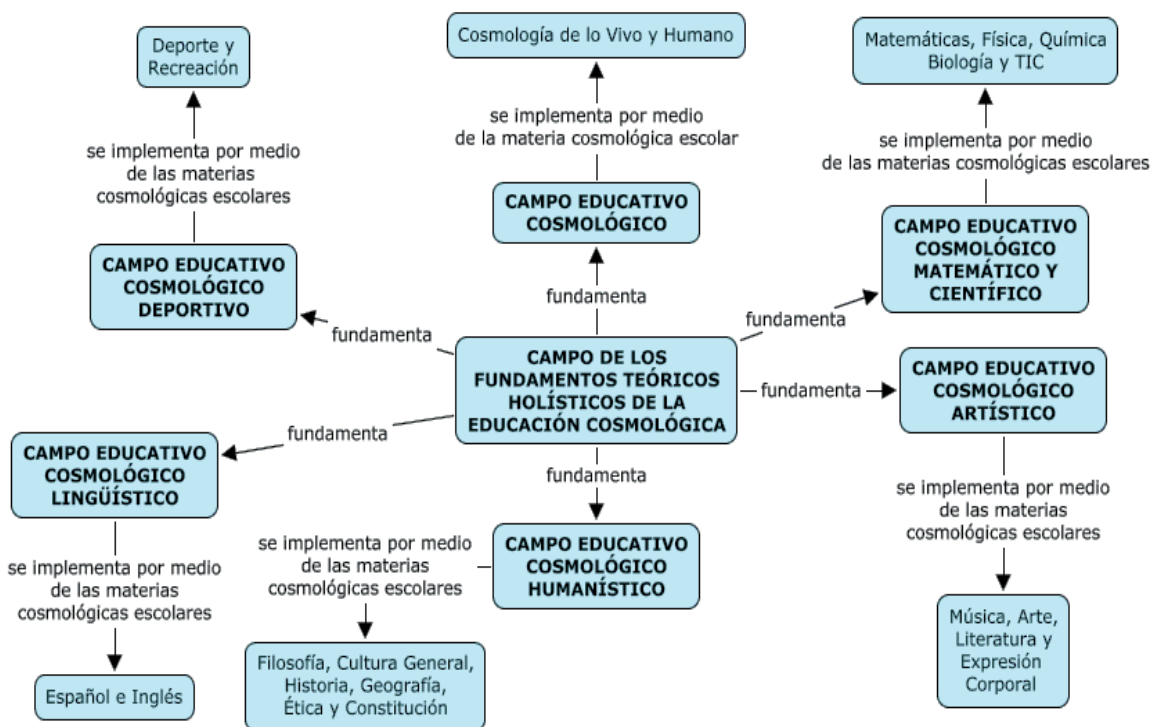 Deporte y
Recreación
Cosmología de lo Vivo y Humano
Matemáticas, Física, Química
Biología y TIC
se implementa por medio
de las materias
cosmológicas escolares
se implementa por medio
de la materia cosmológica escolar
se implementa por medio
de las materias cosmológicas escolares
CAMPO EDUCATIVO
COSMOLÓGICO
DEPORTIVO
CAMPO EDUCATIVO
COSMOLÓGICO
CAMPO EDUCATIVO
COSMOLÓGICO
MATEMÁTICO Y
CIENTÍFICO
fundamenta
fundamenta
fundamenta
CAMPO DE LOS
FUNDAMENTOS TEÓRICOS
HOLÍSTICOS DE LA
EDUCACIÓN COSMOLÓGICA
fundamenta
CAMPO EDUCATIVO
COSMOLÓGICO
ARTÍSTICO
fundamenta
fundamenta
CAMPO EDUCATIVO
COSMOLÓGICO
LINGÜÍSTICO
CAMPO EDUCATIVO
COSMOLÓGICO
HUMANÍSTICO
se implementa por medio
de las materias
cosmológicas escolares
se implementa por medio
de las materias
cosmológicas escolares
se implementa por medio
de las materias
cosmológicas escolares
Español e Inglés
Filosofía, Cultura General,
Historia, Geografía,
Ética y Constitución
Música, Arte,
Literatura y
Expresión
Corporal